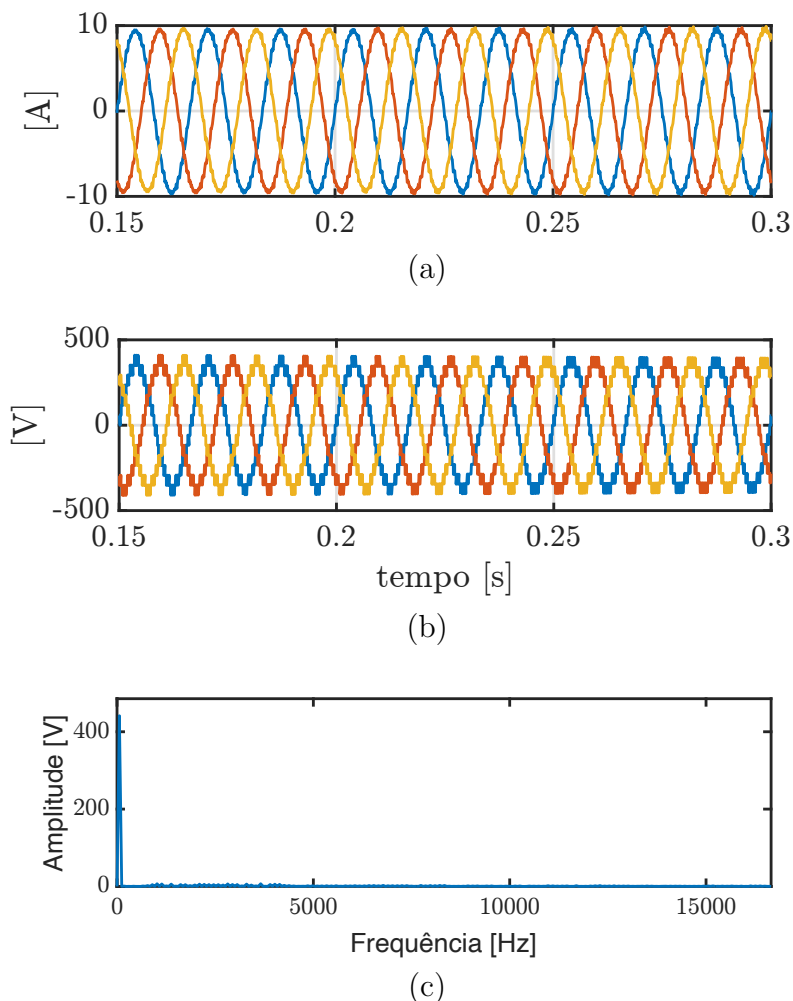 10
0
-10
[A]
0.15 0.2 0.25 0.3
(a)
500
0
-500
[V]
0.15 0.2 0.25 0.3
tempo [s]
(b)
400
200
0
Amplitude [V]
0 5000 10000 15000
Frequência [Hz]
(c)